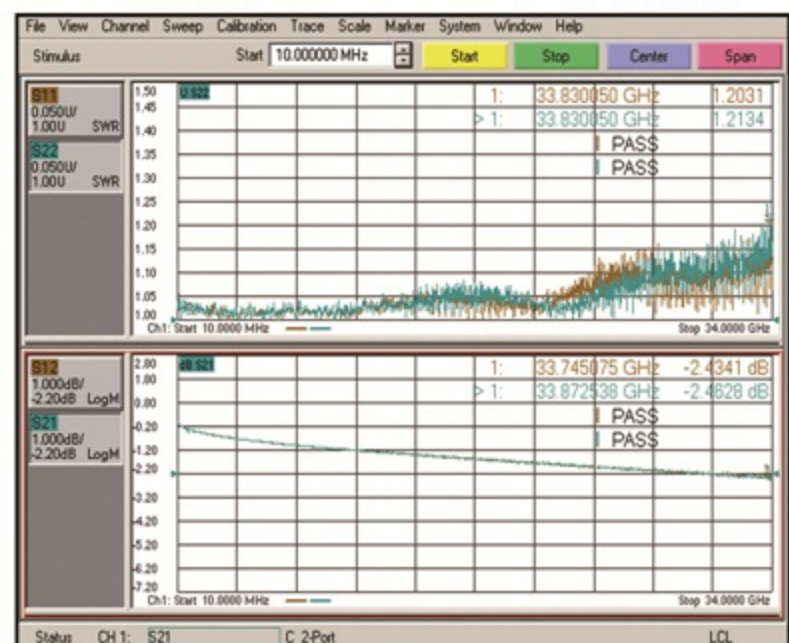 File View Channel Sweep Calibration Trace Scale Marker System Window Help
Stimulus Start 10.000000 MHz Start Stop Center Span
S11
0.050U/
1.00U SWR
S22
0.050U/
1.00U SWR
1.50
1.45
1.40
1.35
1.30
1.25
1.20
1.15
1.10
1.05
1.00
U S22
1: 33.830050 GHz 1.2031
> 1: 33.830050 GHz 1.2134
PASS
PASS
Ch1: Start 10.0000 MHz Stop 34.0000 GHz
S12
1.000dB/
-2.20dB LogM
S21
1.000dB/
-2.20dB LogM
2.80
1.80
0.80
-0.20
-1.20
-2.20
-3.20
-4.20
-5.20
-6.20
-7.20
dB S21
1: 33.745075 GHz -2.4341 dB
> 1: 33.872538 GHz -2.4628 dB
PASS
PASS
Ch1: Start 10.0000 MHz Stop 34.0000 GHz
Status CH 1: S21 C 2-Port LCL